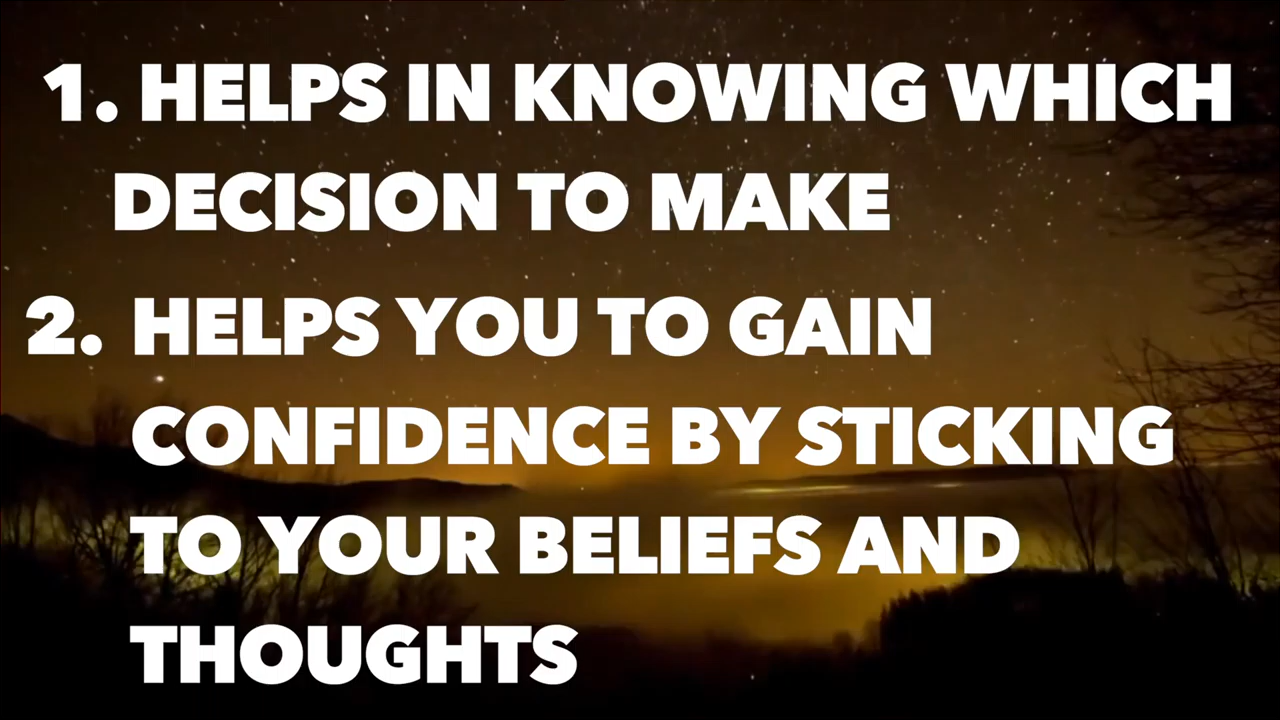 1. HELPS IN KNOWING WHICH
DECISION TO MAKE
2. HELPS YOU TO GAIN
CONFIDENCE BY STICKING
TO YOUR BELIEFS AND
THOUGHTS